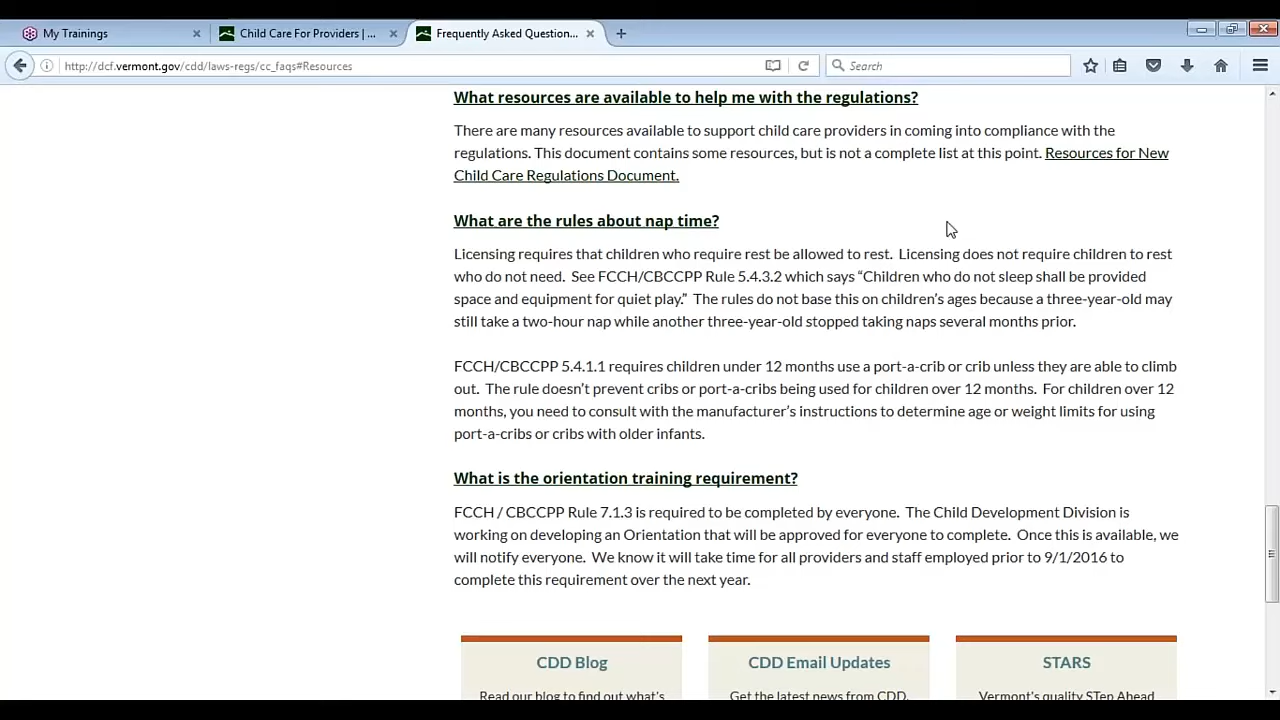 My Trainings
Child Care For Providers | ...
Frequently Asked Question...
http://dcf.vermont.gov/cdd/laws-regs/cc_faqs#Resources
Search
What resources are available to help me with the regulations?
There are many resources available to support child care providers in coming into compliance with the
regulations. This document contains some resources, but is not a complete list at this point. Resources for New
Child Care Regulations Document.
What are the rules about nap time?
Licensing requires that children who require rest be allowed to rest. Licensing does not require children to rest
who do not need. See FCCH/CBCCPP Rule 5.4.3.2 which says “Children who do not sleep shall be provided
space and equipment for quiet play.” The rules do not base this on children’s ages because a three-year-old may
still take a two-hour nap while another three-year-old stopped taking naps several months prior.
FCCH/CBCCPP 5.4.1.1 requires children under 12 months use a port-a-crib or crib unless they are able to climb
out. The rule doesn’t prevent cribs or port-a-cribs being used for children over 12 months. For children over 12
months, you need to consult with the manufacturer’s instructions to determine age or weight limits for using
port-a-cribs or cribs with older infants.
What is the orientation training requirement?
FCCH / CBCCPP Rule 7.1.3 is required to be completed by everyone. The Child Development Division is
working on developing an Orientation that will be approved for everyone to complete. Once this is available, we
will notify everyone. We know it will take time for all providers and staff employed prior to 9/1/2016 to
complete this requirement over the next year.
CDD Blog
CDD Email Updates
STARS
Read our blog to find out what's
Get the latest news from CDD.
Vermont's quality STep Ahead